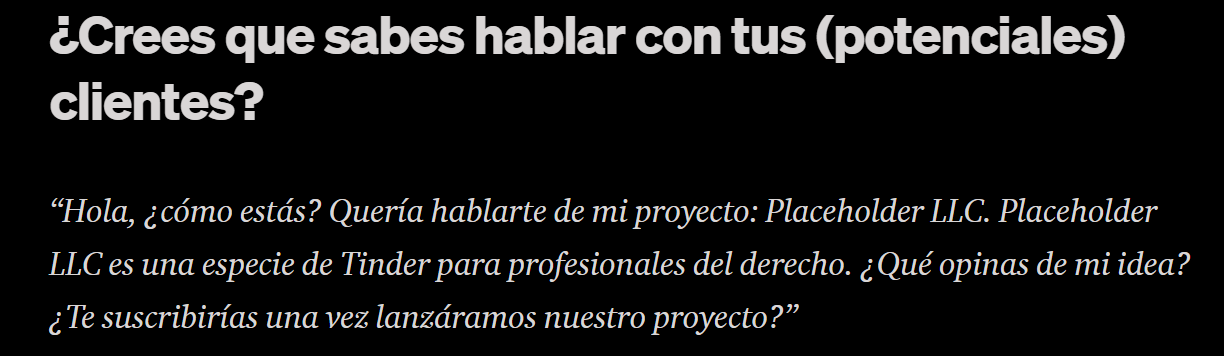 ¿Crees que sabes hablar con tus (potenciales)
clientes?
“Hola, ¿cómo estás? Quería hablarte de mi proyecto: Placeholder LLC. Placeholder
LLC es una especie de Tinder para profesionales del derecho. ¿Qué opinas de mi idea?
¿Te suscribirías una vez lanzáramos nuestro proyecto?”